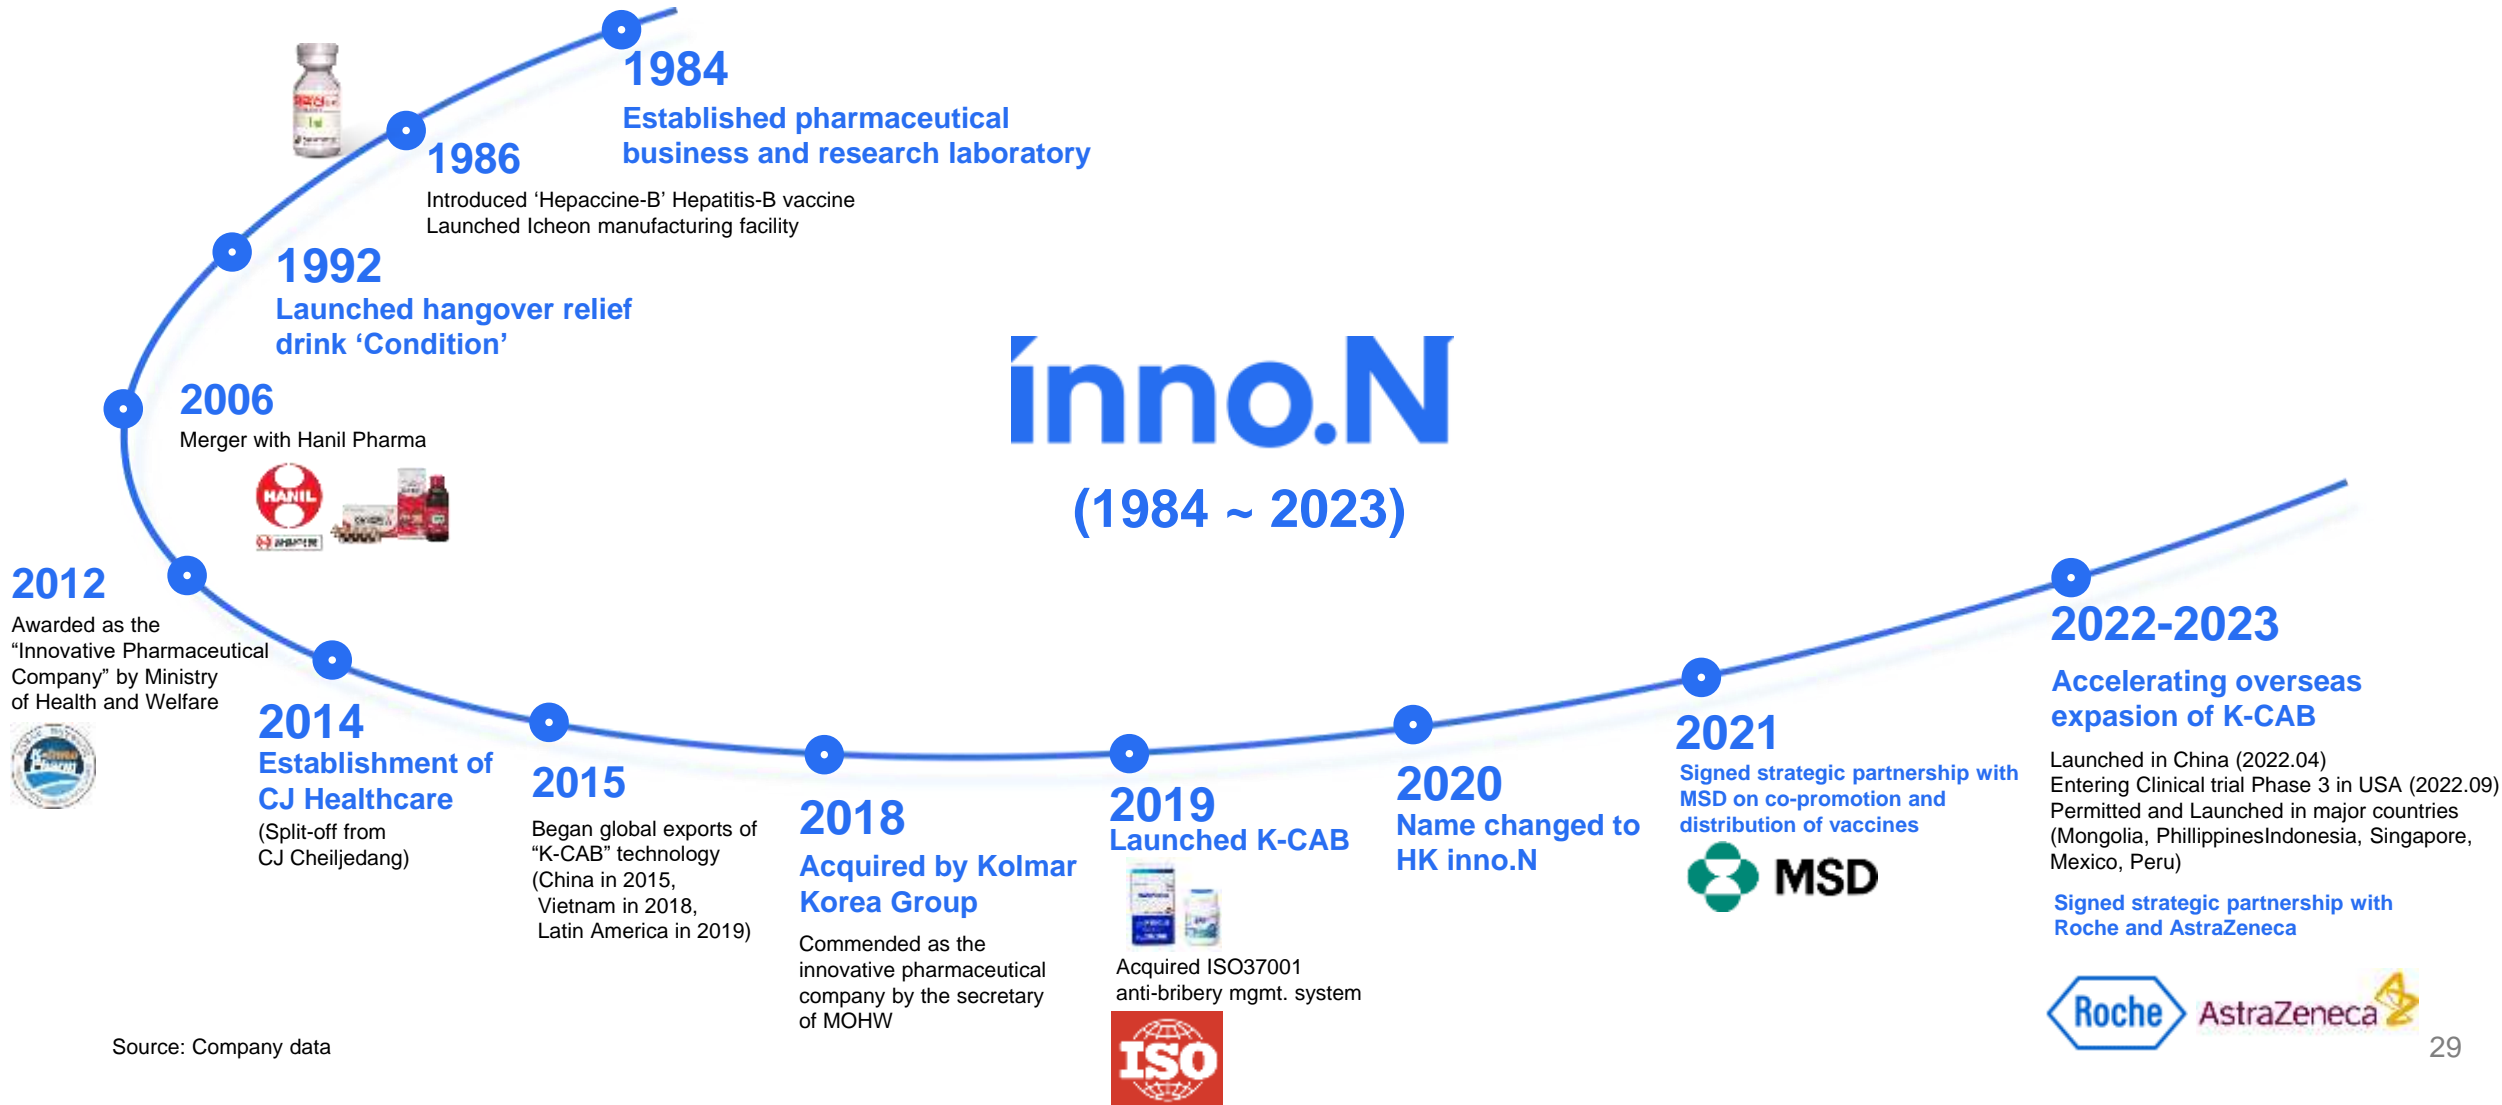 1984
Established pharmaceutical
business and research laboratory
1986
Introduced ‘Hepaccine-B’ Hepatitis-B vaccine
Launched Icheon manufacturing facility
1992
Launched hangover relief
drink ‘Condition’
inno.N
(1984 ~ 2023)
2006
Merger with Hanil Pharma
HANIL
2012
Awarded as the
“Innovative Pharmaceutical
Company” by Ministry
of Health and Welfare
2014
Establishment of
CJ Healthcare
(Split-off from
CJ Cheiljedang)
2015
Began global exports of
“K-CAB” technology
(China in 2015,
Vietnam in 2018,
Latin America in 2019)
2018
Acquired by Kolmar
Korea Group
Commended as the
innovative pharmaceutical
company by the secretary
of MOHW
2019
Launched K-CAB
Acquired ISO37001
anti-bribery mgmt. system
ISO
2020
Name changed to
HK inno.N
2021
Signed strategic partnership with
MSD on co-promotion and
distribution of vaccines
MSD
2022-2023
Accelerating overseas
expasion of K-CAB
Launched in China (2022.04)
Entering Clinical trial Phase 3 in USA (2022.09)
Permitted and Launched in major countries
(Mongolia, PhillippinesIndonesia, Singapore,
Mexico, Peru)
Signed strategic partnership with
Roche and AstraZeneca
Roche
AstraZeneca
Source: Company data
29